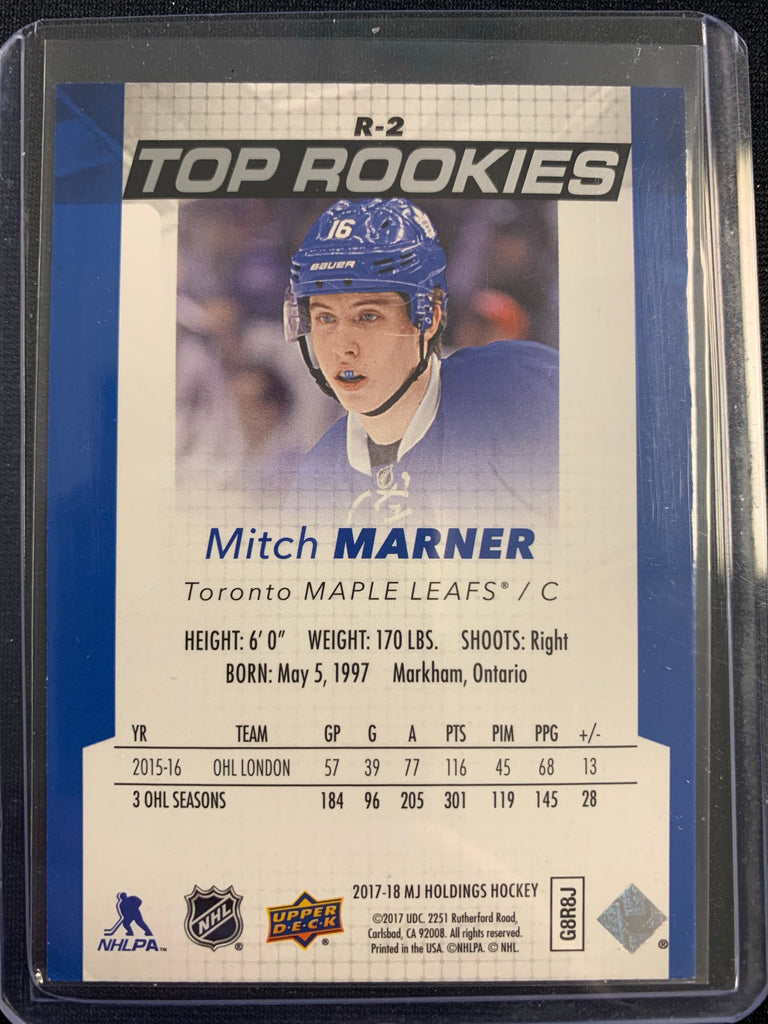 R-2
TOP ROOKIES
16
BAUER
Mitch MARNER
Toronto MAPLE LEAFS® / C
HEIGHT: 6' 0" WEIGHT: 170 LBS. SHOOTS: Right
BORN: May 5, 1997 Markham, Ontario
YR TEAM GP G A PTS PIM PPG +/-
2015-16 OHL LONDON 57 39 77 116 45 68 13
3 OHL SEASONS 184 96 205 301 119 145 28
2017-18 MJ HOLDINGS HOCKEY
©2017 UDC. 2251 Rutherford Road,
Carlsbad, CA 92008. All rights reserved.
Printed in the USA. ©NHLPA. © NHL.
NHLPA™
NHL®
UPPER DECK®
G8R8J
®